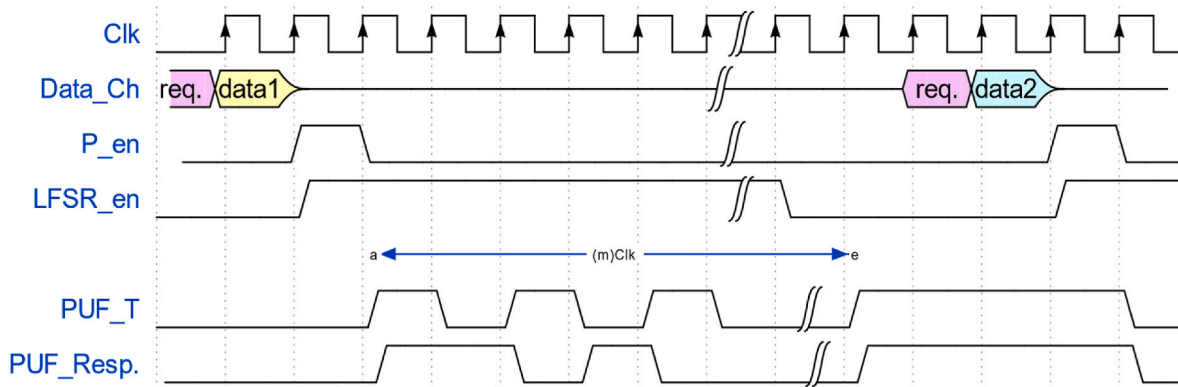 Clk
Data_Ch req. data1 req. data2
P_en
LFSR_en
a (m)Clk e
PUF_T
PUF_Resp.